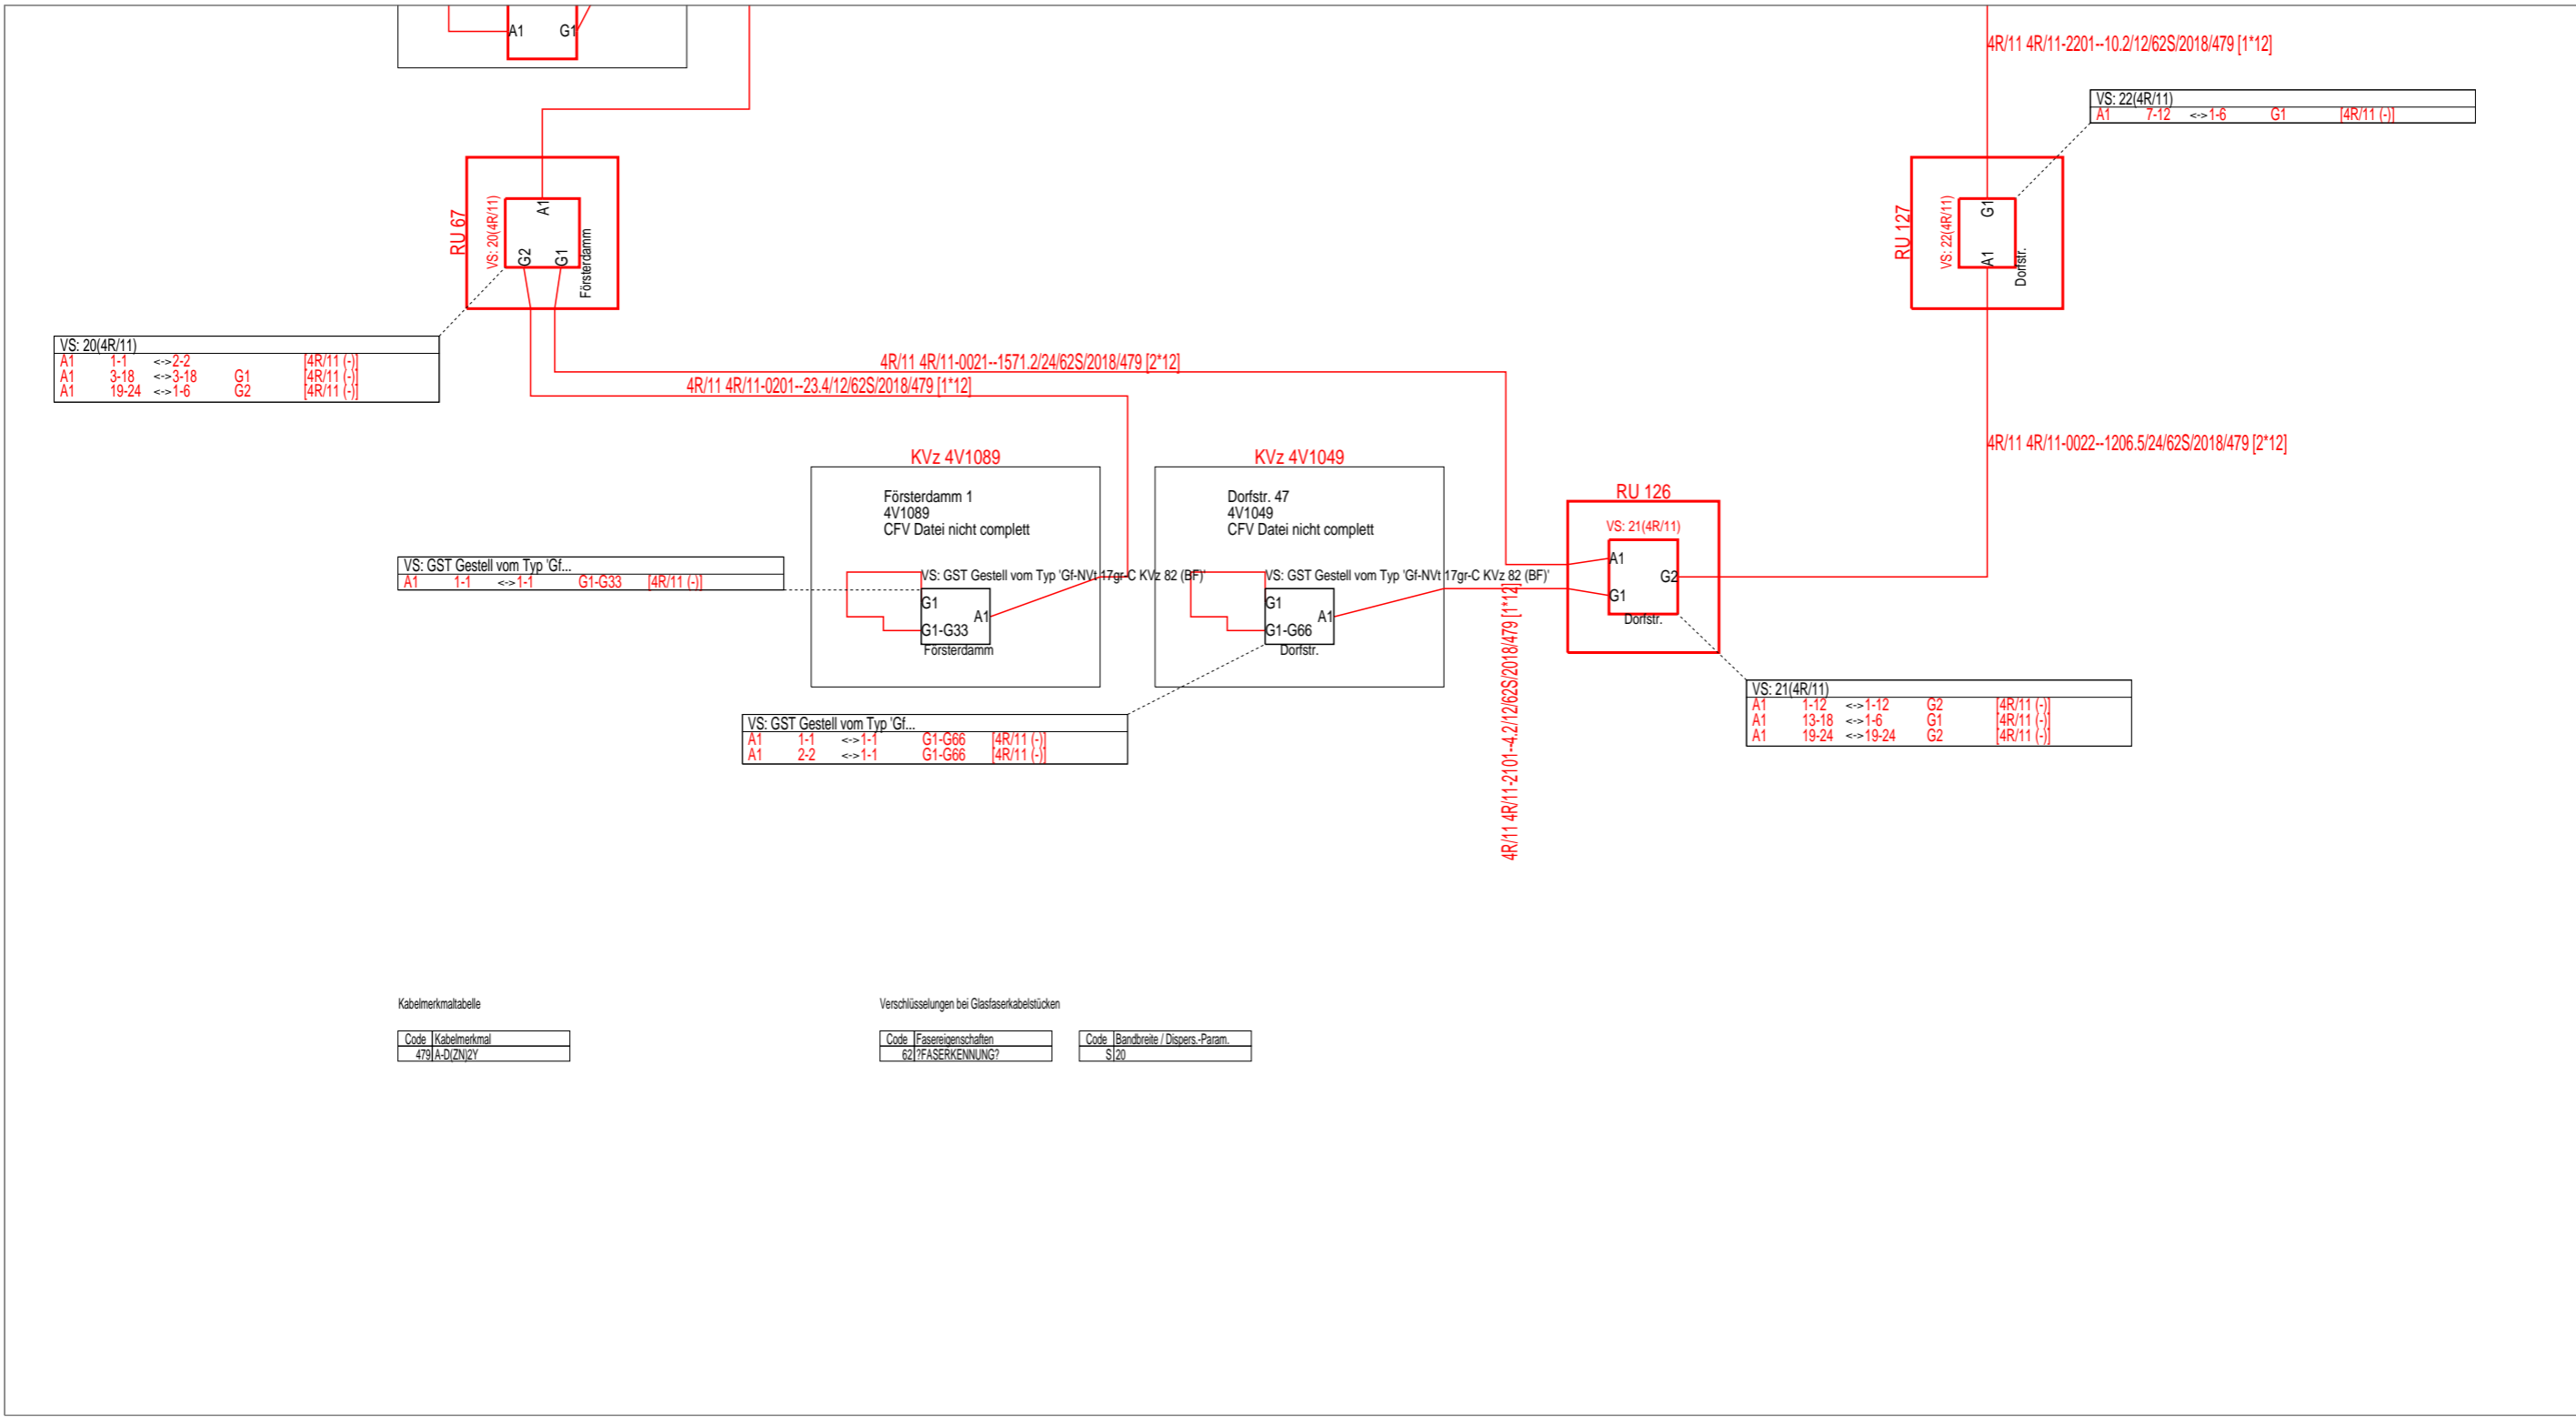 A1 G1
4R/11 4R/11-2201--10.2/12/62S/2018/479 [1*12]
VS: 22(4R/11)
A1 7-12 <->1-6 G1 [4R/11 (-)]
RU 67
VS: 20(4R/11)
A1
G2
G1
Försterdamm
RU 127
VS: 22(4R/11)
G1
A1
Dorfstr.
VS: 20(4R/11)
A1 1-1 <->2-2 [4R/11 (-)]
A1 3-18 <->3-18 G1 [4R/11 (-)]
A1 19-24 <->1-6 G2 [4R/11 (-)]
4R/11 4R/11-0021--1571.2/24/62S/2018/479 [2*12]
4R/11 4R/11-0201--23.4/12/62S/2018/479 [1*12]
4R/11 4R/11-0022--1206.5/24/62S/2018/479 [2*12]
KVz 4V1089
Försterdamm 1
4V1089
CFV Datei nicht complett
VS: GST Gestell vom Typ 'Gf-NVt 17gr-C KVz 82 (BF)'
G1
A1
G1-G33
Försterdamm
KVz 4V1049
Dorfstr. 47
4V1049
CFV Datei nicht complett
VS: GST Gestell vom Typ 'Gf-NVt 17gr-C KVz 82 (BF)'
G1
A1
G1-G66
Dorfstr.
RU 126
VS: 21(4R/11)
A1
G2
G1
Dorfstr.
4R/11 4R/11-2101--4.2/12/62S/2018/479 [1*12]
VS: GST Gestell vom Typ 'Gf...
A1 1-1 <->1-1 G1-G33 [4R/11 (-)]
VS: GST Gestell vom Typ 'Gf...
A1 1-1 <->1-1 G1-G66 [4R/11 (-)]
A1 2-2 <->1-1 G1-G66 [4R/11 (-)]
VS: 21(4R/11)
A1 1-12 <->1-12 G2 [4R/11 (-)]
A1 13-18 <->1-6 G1 [4R/11 (-)]
A1 19-24 <->19-24 G2 [4R/11 (-)]
Kabelmerkmaltabelle
Code Kabelmerkmal
479 A-D(ZN)2Y
Verschlüsselungen bei Glasfaserkabelstücken
Code Fasereigenschaften
62 ?FASERKENNUNG?
Code Bandbreite / Dispers.-Param.
S 20